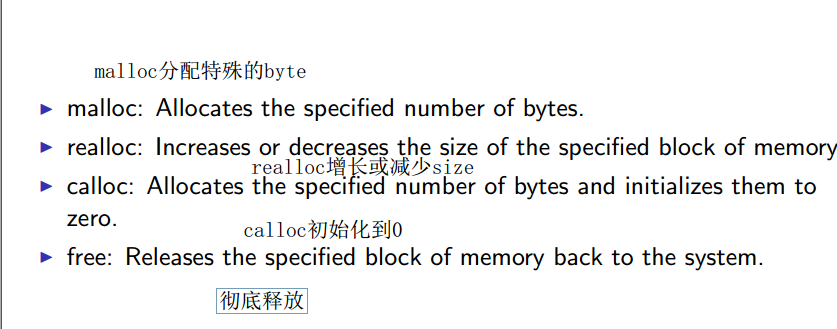 malloc分配特殊的byte
malloc: Allocates the specified number of bytes.
realloc: Increases or decreases the size of the specified block of memory
realloc增长或减少size
calloc: Allocates the specified number of bytes and initializes them to
zero.
calloc初始化到0
free: Releases the specified block of memory back to the system.
彻底释放